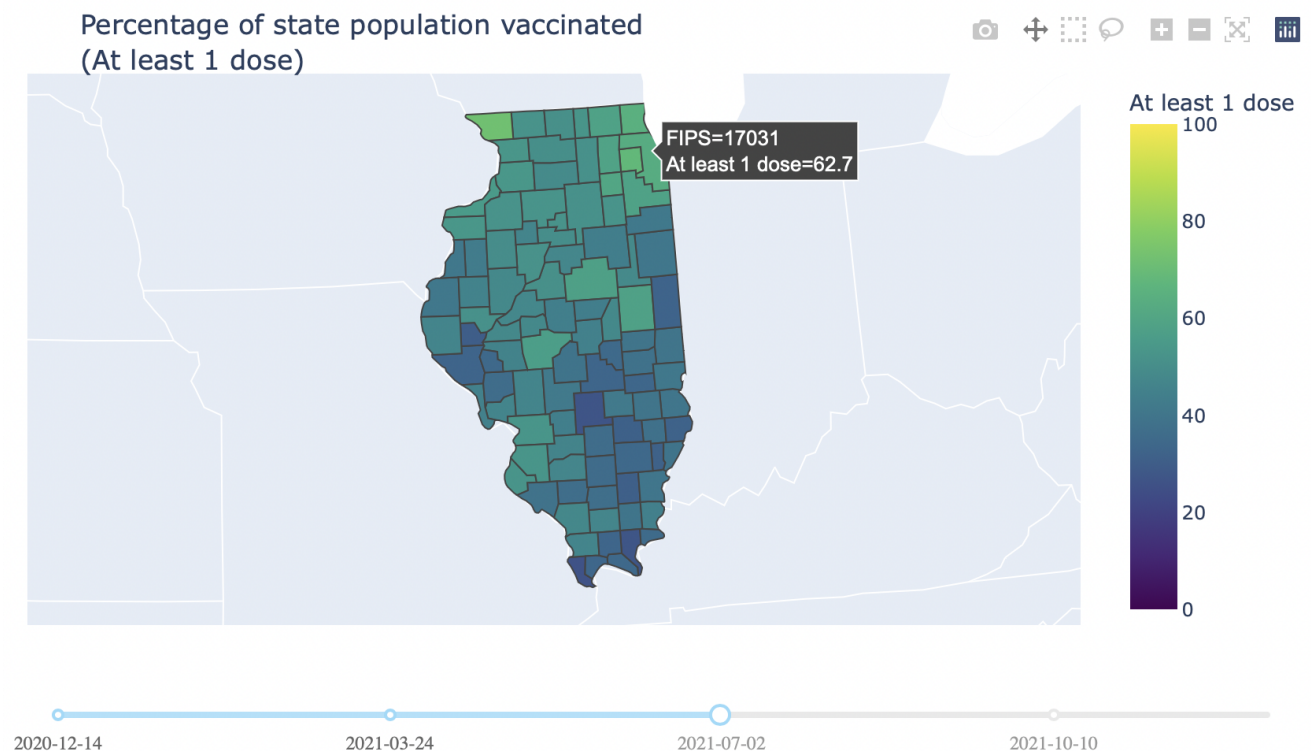 Percentage of state population vaccinated
(At least 1 dose)
At least 1 dose
100
FIPS=17031
At least 1 dose=62.7
80
60
40
20
0
2020-12-14
2021-03-24
2021-07-02
2021-10-10